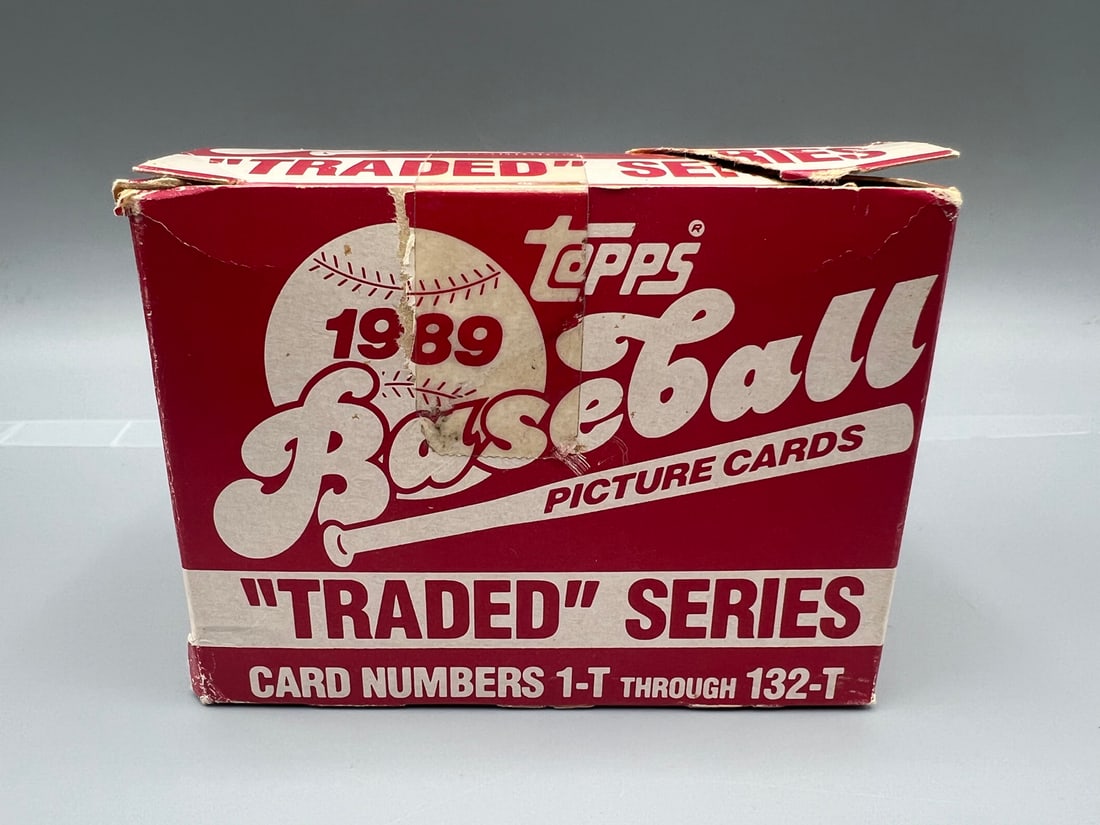 "TRADED" SERIES
topps®
1989
Baseball
PICTURE CARDS
"TRADED" SERIES
CARD NUMBERS 1-T THROUGH 132-T